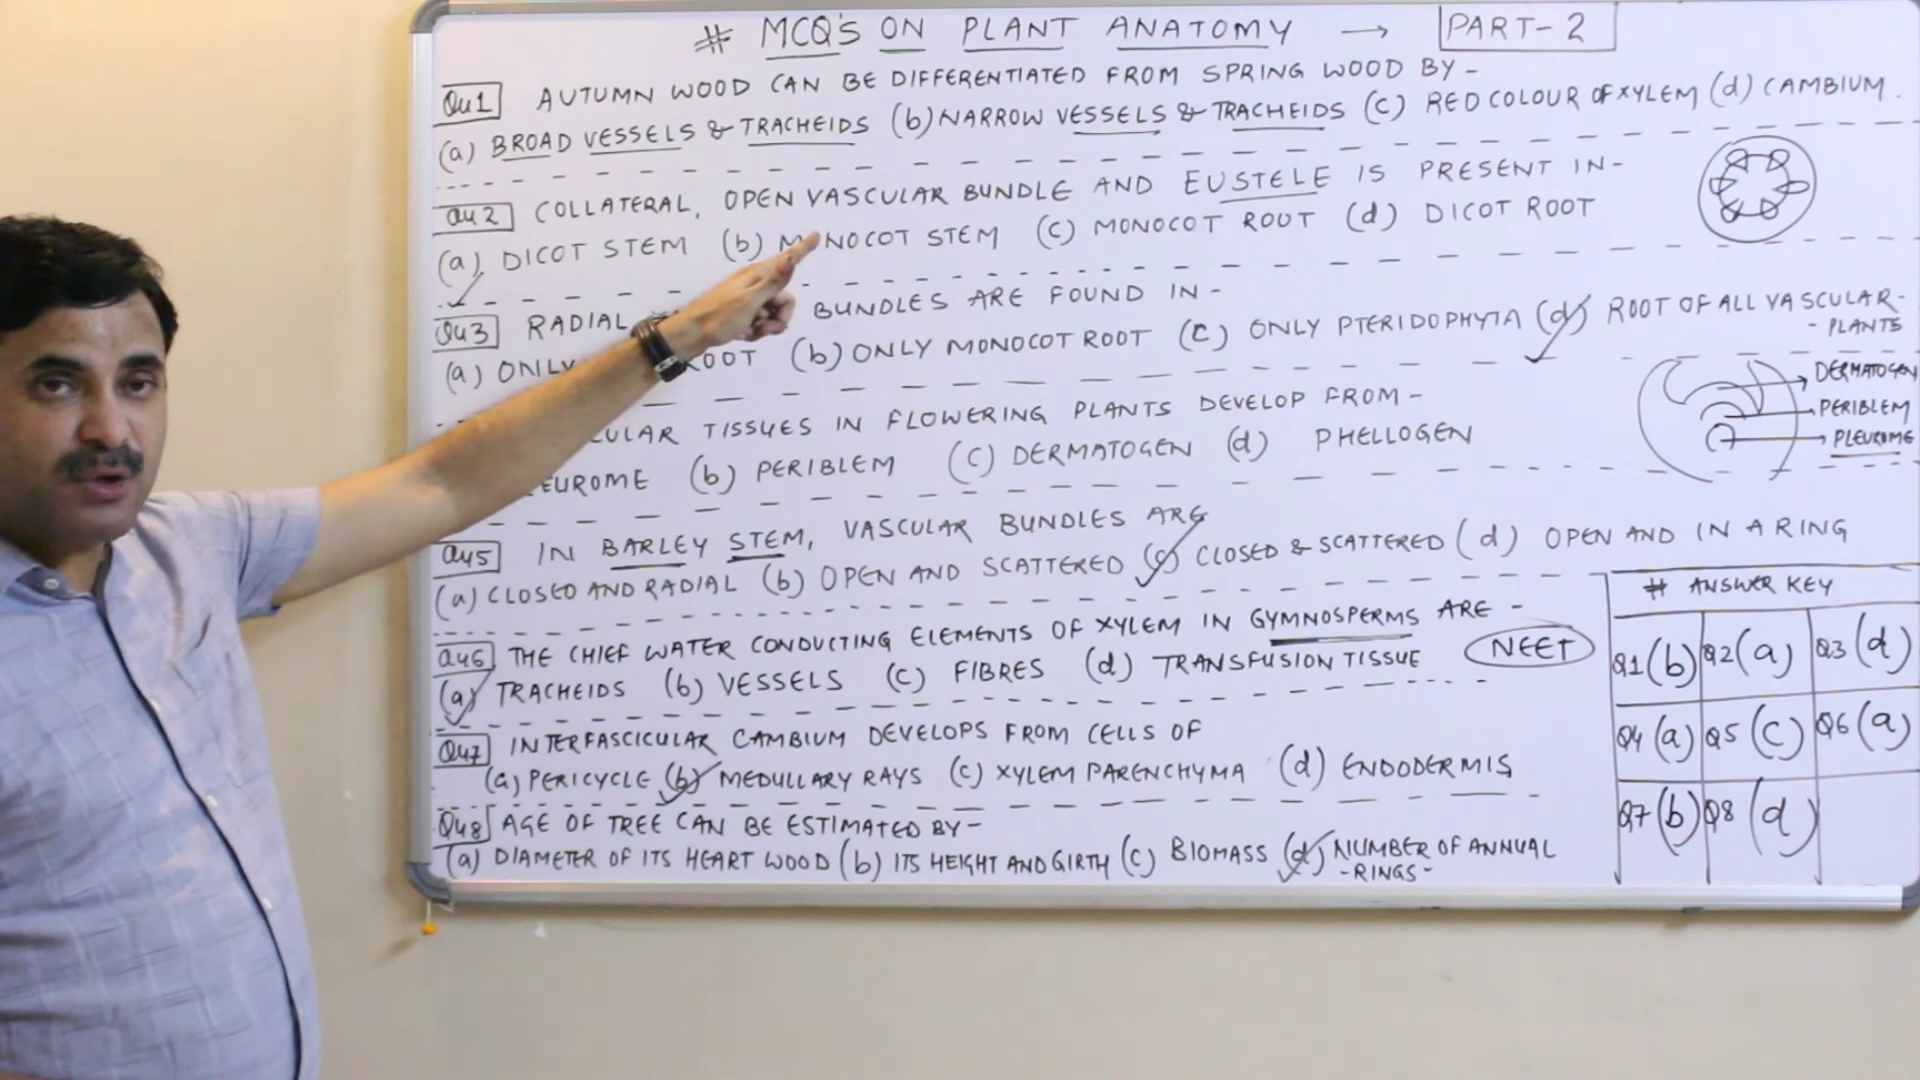 # MCQ'S ON PLANT ANATOMY → PART-2
Qu1 AUTUMN WOOD CAN BE DIFFERENTIATED FROM SPRING WOOD BY -
(a) BROAD VESSELS & TRACHEIDS (b) NARROW VESSELS & TRACHEIDS (c) RED COLOUR OF XYLEM (d) CAMBIUM.
Qu2 COLLATERAL, OPEN VASCULAR BUNDLE AND EUSTELE IS PRESENT IN-
(a) DICOT STEM (b) MONOCOT STEM (c) MONOCOT ROOT (d) DICOT ROOT
Qu3 RADIAL BUNDLES ARE FOUND IN -
(a) ONLY ROOT (b) ONLY MONOCOT ROOT (c) ONLY PTERIDOPHYTA (d) ROOT OF ALL VASCULAR-
- PLANTS
TISSUES IN FLOWERING PLANTS DEVELOP FROM -
(b) PERIBLEM (c) DERMATOGEN (d) PHELLOGEN
DERMATOGEN
PERIBLEM
PLEUROME
Qu5 IN BARLEY STEM, VASCULAR BUNDLES ARE
(a) CLOSED AND RADIAL (b) OPEN AND SCATTERED (c) CLOSED & SCATTERED (d) OPEN AND IN A RING
Qu6 THE CHIEF WATER CONDUCTING ELEMENTS OF XYLEM IN GYMNOSPERMS ARE -
(a) TRACHEIDS (b) VESSELS (c) FIBRES (d) TRANSFUSION TISSUE NEET
Qu7 INTERFASCICULAR CAMBIUM DEVELOPS FROM CELLS OF
(a) PERICYCLE (b) MEDULLARY RAYS (c) XYLEM PARENCHYMA (d) ENDODERMIS
Qu8 AGE OF TREE CAN BE ESTIMATED BY-
(a) DIAMETER OF ITS HEART WOOD (b) ITS HEIGHT AND GIRTH (c) BIOMASS (d) NUMBER OF ANNUAL
-RINGS-
# ANSWER KEY
Q1 (b) Q2 (a) Q3 (d)
Q4 (a) Q5 (c) Q6 (a)
Q7 (b) Q8 (d)